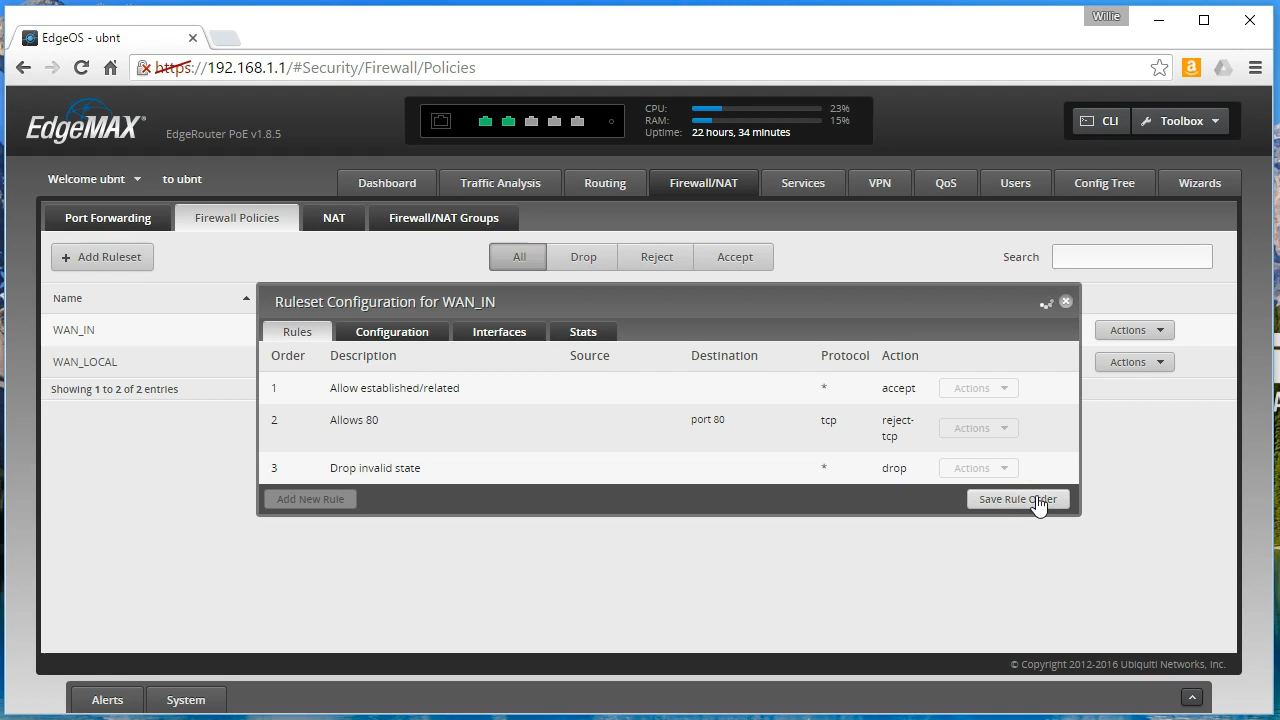 Willie
EdgeOS - ubnt
https://192.168.1.1/#Security/Firewall/Policies
EdgeMAX
EdgeRouter PoE v1.8.5
CPU: 23%
RAM: 15%
Uptime: 22 hours, 34 minutes
CLI
Toolbox
Welcome ubnt to ubnt
Dashboard Traffic Analysis Routing Firewall/NAT Services VPN QoS Users Config Tree Wizards
Port Forwarding Firewall Policies NAT Firewall/NAT Groups
+ Add Ruleset All Drop Reject Accept Search
Name
WAN_IN Actions
WAN_LOCAL Actions
Showing 1 to 2 of 2 entries
Ruleset Configuration for WAN_IN
Rules Configuration Interfaces Stats
Order Description Source Destination Protocol Action
1 Allow established/related * accept Actions
2 Allows 80 port 80 tcp reject-
tcp Actions
3 Drop invalid state * drop Actions
Add New Rule Save Rule Order
© Copyright 2012-2016 Ubiquiti Networks, Inc.
Alerts System